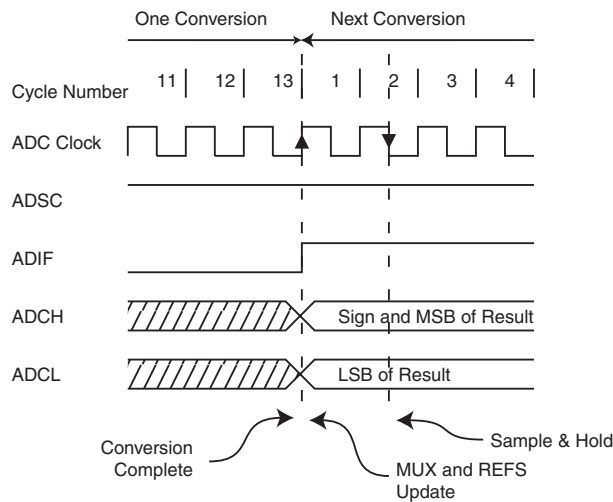 One Conversion Next Conversion
Cycle Number 11 12 13 1 2 3 4
ADC Clock
ADSC
ADIF
ADCH Sign and MSB of Result
ADCL LSB of Result
Conversion
Complete
MUX and REFS
Update
Sample & Hold